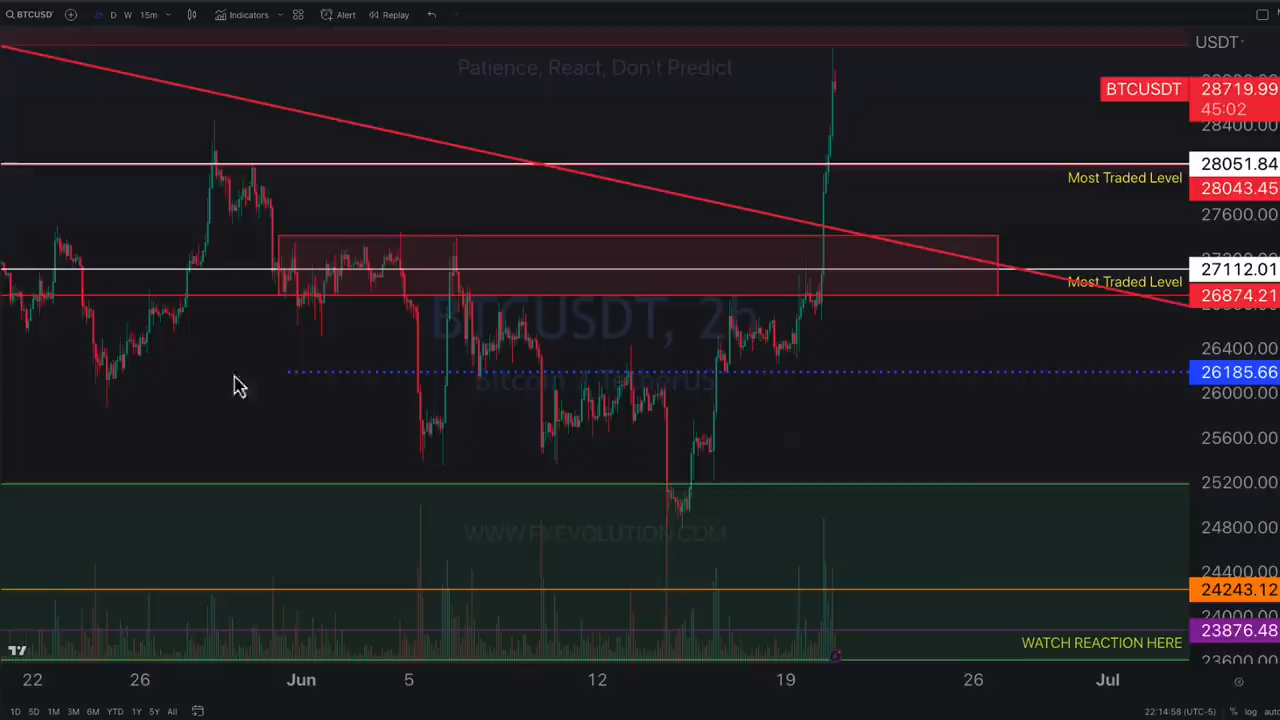 BTCUSD 2h D W 15m Indicators Alert Replay
USDT
Patience, React, Don't Predict
BTCUSDT 28719.99
45:02
28400.00
28051.84
Most Traded Level
28043.45
27600.00
27112.01
Most Traded Level
26874.21
BTCUSDT, 2h
26400.00
26185.66
Bitcoin / TetherUS
26000.00
25600.00
25200.00
WWW.FXEVOLUTION.COM
24800.00
24400.00
24243.12
24000.00
23876.48
WATCH REACTION HERE
23600.00
22 26 Jun 5 12 19 26 Jul
1D 5D 1M 3M 6M YTD 1Y 5Y All 22:14:58 (UTC-5) % log auto